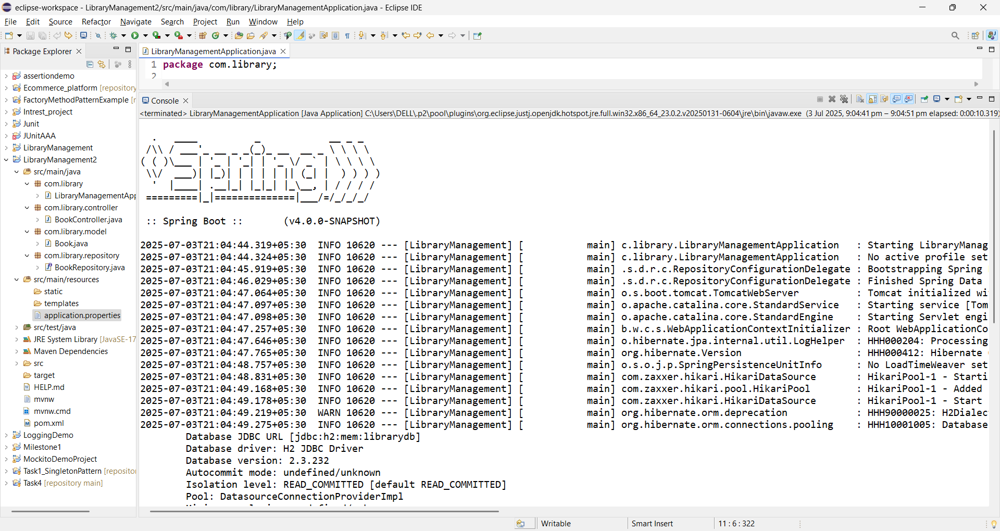 eclipse-workspace - LibraryManagement2/src/main/java/com/library/LibraryManagementApplication.java - Eclipse IDE
File Edit Source Refactor Navigate Search Project Run Window Help
Package Explorer
assertiondemo
Ecommerce_platform [repository
FactoryMethodPatternExample [r
Intrest_project
Junit
JUnitAAA
LibraryManagement
LibraryManagement2
src/main/java
com.library
LibraryManagementApp
com.library.controller
BookController.java
com.library.model
Book.java
com.library.repository
BookRepository.java
src/main/resources
static
templates
application.properties
src/test/java
JRE System Library [JavaSE-17
Maven Dependencies
src
target
HELP.md
mvnw
mvnw.cmd
pom.xml
LoggingDemo
Milestone1
MockitoDemoProject
Task1_SingletonPattern [reposito
Task4 [repository main]
LibraryManagementApplication.java
1 package com.library;
2
Console
<terminated> LibraryManagementApplication [Java Application] C:\Users\DELL\.p2\pool\plugins\org.eclipse.justj.openjdk.hotspot.jre.full.win32.x86_64_23.0.2.v20250131-0604\jre\bin\javaw.exe (3 Jul 2025, 9:04:41 pm – 9:04:51 pm elapsed: 0:00:10.319)
Spring
:: Spring Boot :: (v4.0.0-SNAPSHOT)
2025-07-03T21:04:44.319+05:30 INFO 10620 --- [LibraryManagement] [ main] c.library.LibraryManagementApplication : Starting LibraryManag
2025-07-03T21:04:44.324+05:30 INFO 10620 --- [LibraryManagement] [ main] c.library.LibraryManagementApplication : No active profile set
2025-07-03T21:04:45.919+05:30 INFO 10620 --- [LibraryManagement] [ main] .s.d.r.c.RepositoryConfigurationDelegate : Bootstrapping Spring
2025-07-03T21:04:46.029+05:30 INFO 10620 --- [LibraryManagement] [ main] .s.d.r.c.RepositoryConfigurationDelegate : Finished Spring Data
2025-07-03T21:04:47.064+05:30 INFO 10620 --- [LibraryManagement] [ main] o.s.boot.tomcat.TomcatWebServer : Tomcat initialized wi
2025-07-03T21:04:47.097+05:30 INFO 10620 --- [LibraryManagement] [ main] o.apache.catalina.core.StandardService : Starting service [Tom
2025-07-03T21:04:47.098+05:30 INFO 10620 --- [LibraryManagement] [ main] o.apache.catalina.core.StandardEngine : Starting Servlet engi
2025-07-03T21:04:47.257+05:30 INFO 10620 --- [LibraryManagement] [ main] b.w.c.s.WebApplicationContextInitializer : Root WebApplicationCo
2025-07-03T21:04:47.646+05:30 INFO 10620 --- [LibraryManagement] [ main] o.hibernate.jpa.internal.util.LogHelper : HHH000204: Processing
2025-07-03T21:04:47.765+05:30 INFO 10620 --- [LibraryManagement] [ main] org.hibernate.Version : HHH000412: Hibernate
2025-07-03T21:04:48.757+05:30 INFO 10620 --- [LibraryManagement] [ main] o.s.o.j.p.SpringPersistenceUnitInfo : No LoadTimeWeaver set
2025-07-03T21:04:48.831+05:30 INFO 10620 --- [LibraryManagement] [ main] com.zaxxer.hikari.HikariDataSource : HikariPool-1 - Starti
2025-07-03T21:04:49.168+05:30 INFO 10620 --- [LibraryManagement] [ main] com.zaxxer.hikari.pool.HikariPool : HikariPool-1 - Added
2025-07-03T21:04:49.178+05:30 INFO 10620 --- [LibraryManagement] [ main] com.zaxxer.hikari.HikariDataSource : HikariPool-1 - Start
2025-07-03T21:04:49.219+05:30 WARN 10620 --- [LibraryManagement] [ main] org.hibernate.orm.deprecation : HHH90000025: H2Dialec
2025-07-03T21:04:49.275+05:30 INFO 10620 --- [LibraryManagement] [ main] org.hibernate.orm.connections.pooling : HHH10001005: Database
Database JDBC URL [jdbc:h2:mem:librarydb]
Database driver: H2 JDBC Driver
Database version: 2.3.232
Autocommit mode: undefined/unknown
Isolation level: READ_COMMITTED [default READ_COMMITTED]
Pool: DatasourceConnectionProviderImpl
Writable Smart Insert 11 : 6 : 322